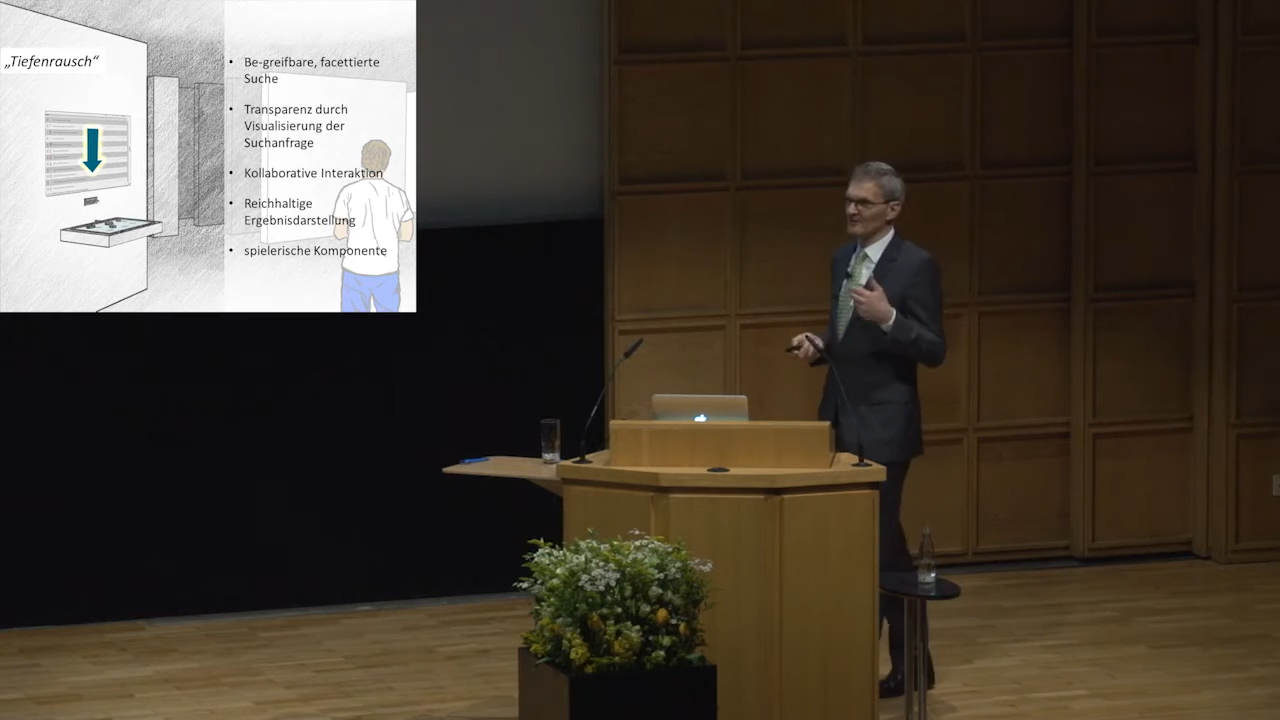 „Tiefenrausch“
• Be-greifbare, facettierte
Suche
• Transparenz durch
Visualisierung der
Suchanfrage
• Kollaborative Interaktion
• Reichhaltige
Ergebnisdarstellung
• spielerische Komponente